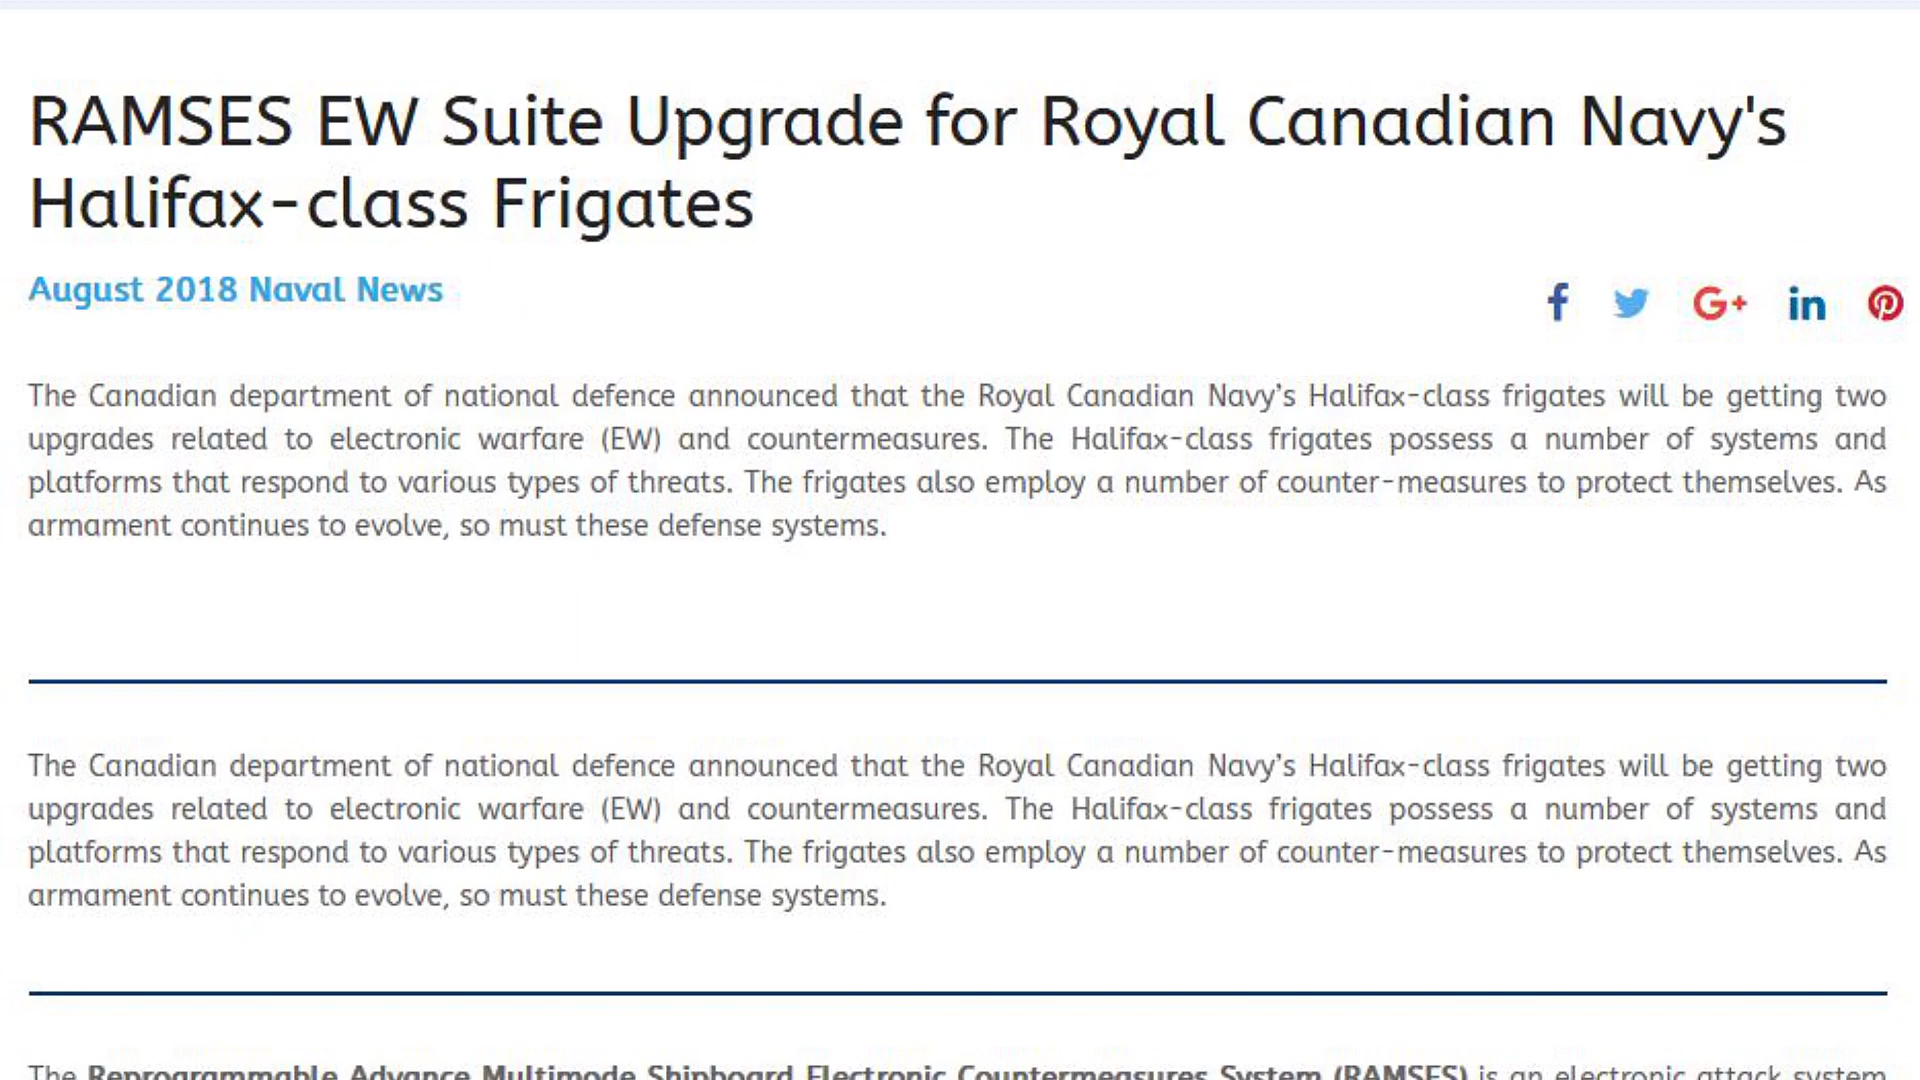 RAMSES EW Suite Upgrade for Royal Canadian Navy's
Halifax-class Frigates
August 2018 Naval News
f G+ in
The Canadian department of national defence announced that the Royal Canadian Navy’s Halifax-class frigates will be getting two
upgrades related to electronic warfare (EW) and countermeasures. The Halifax-class frigates possess a number of systems and
platforms that respond to various types of threats. The frigates also employ a number of counter-measures to protect themselves. As
armament continues to evolve, so must these defense systems.
The Canadian department of national defence announced that the Royal Canadian Navy’s Halifax-class frigates will be getting two
upgrades related to electronic warfare (EW) and countermeasures. The Halifax-class frigates possess a number of systems and
platforms that respond to various types of threats. The frigates also employ a number of counter-measures to protect themselves. As
armament continues to evolve, so must these defense systems.
The Reprogrammable Advance Multimode Shipboard Electronic Countermeasures System (RAMSES) is an electronic attack system